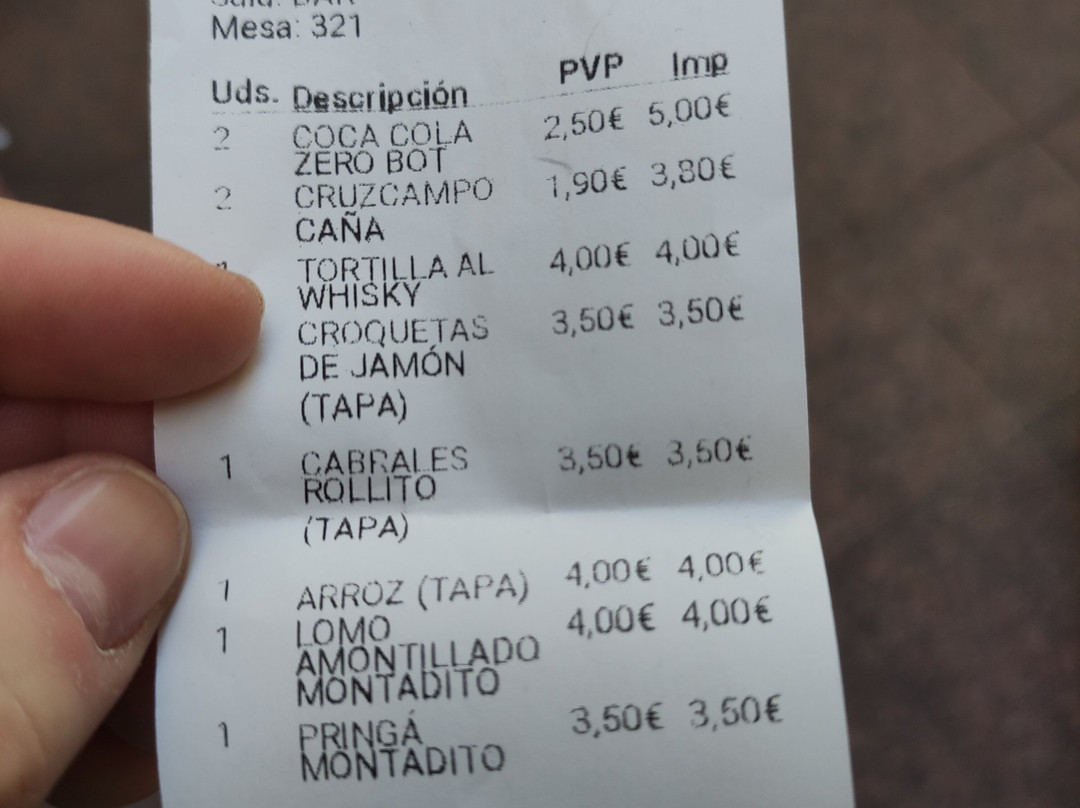 Mesa: 321
Uds. Descripción PVP Imp
2 COCA COLA 2,50€ 5,00€
ZERO BOT
2 CRUZCAMPO 1,90€ 3,80€
CAÑA
TORTILLA AL 4,00€ 4,00€
WHISKY
CROQUETAS 3,50€ 3,50€
DE JAMÓN
(TAPA)
1 CABRALES 3,50€ 3,50€
ROLLITO
(TAPA)
1 ARROZ (TAPA) 4,00€ 4,00€
1 LOMO 4,00€ 4,00€
AMONTILLADO
MONTADITO
1 PRINGÁ 3,50€ 3,50€
MONTADITO